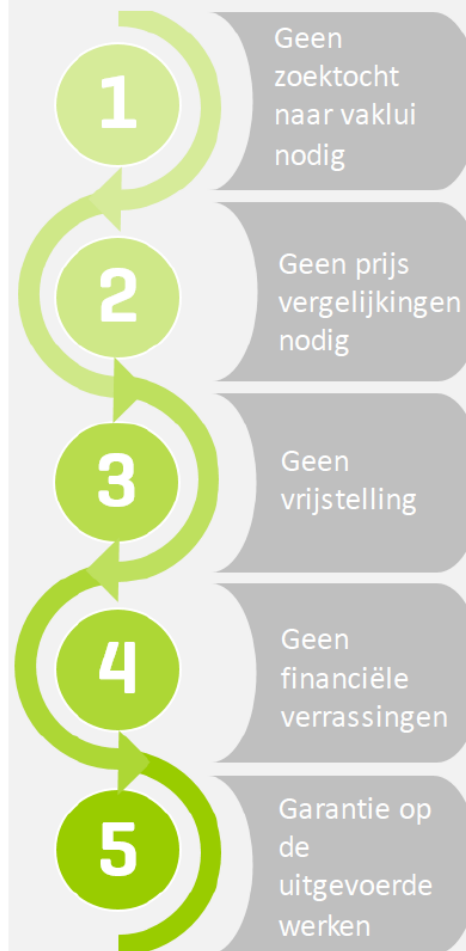 1
Geen
zoektocht
naar vaklui
nodig
2
Geen prijs
vergelijkingen
nodig
3
Geen
vrijstelling
4
Geen
financiële
verrassingen
5
Garantie op
de
uitgevoerde
werken